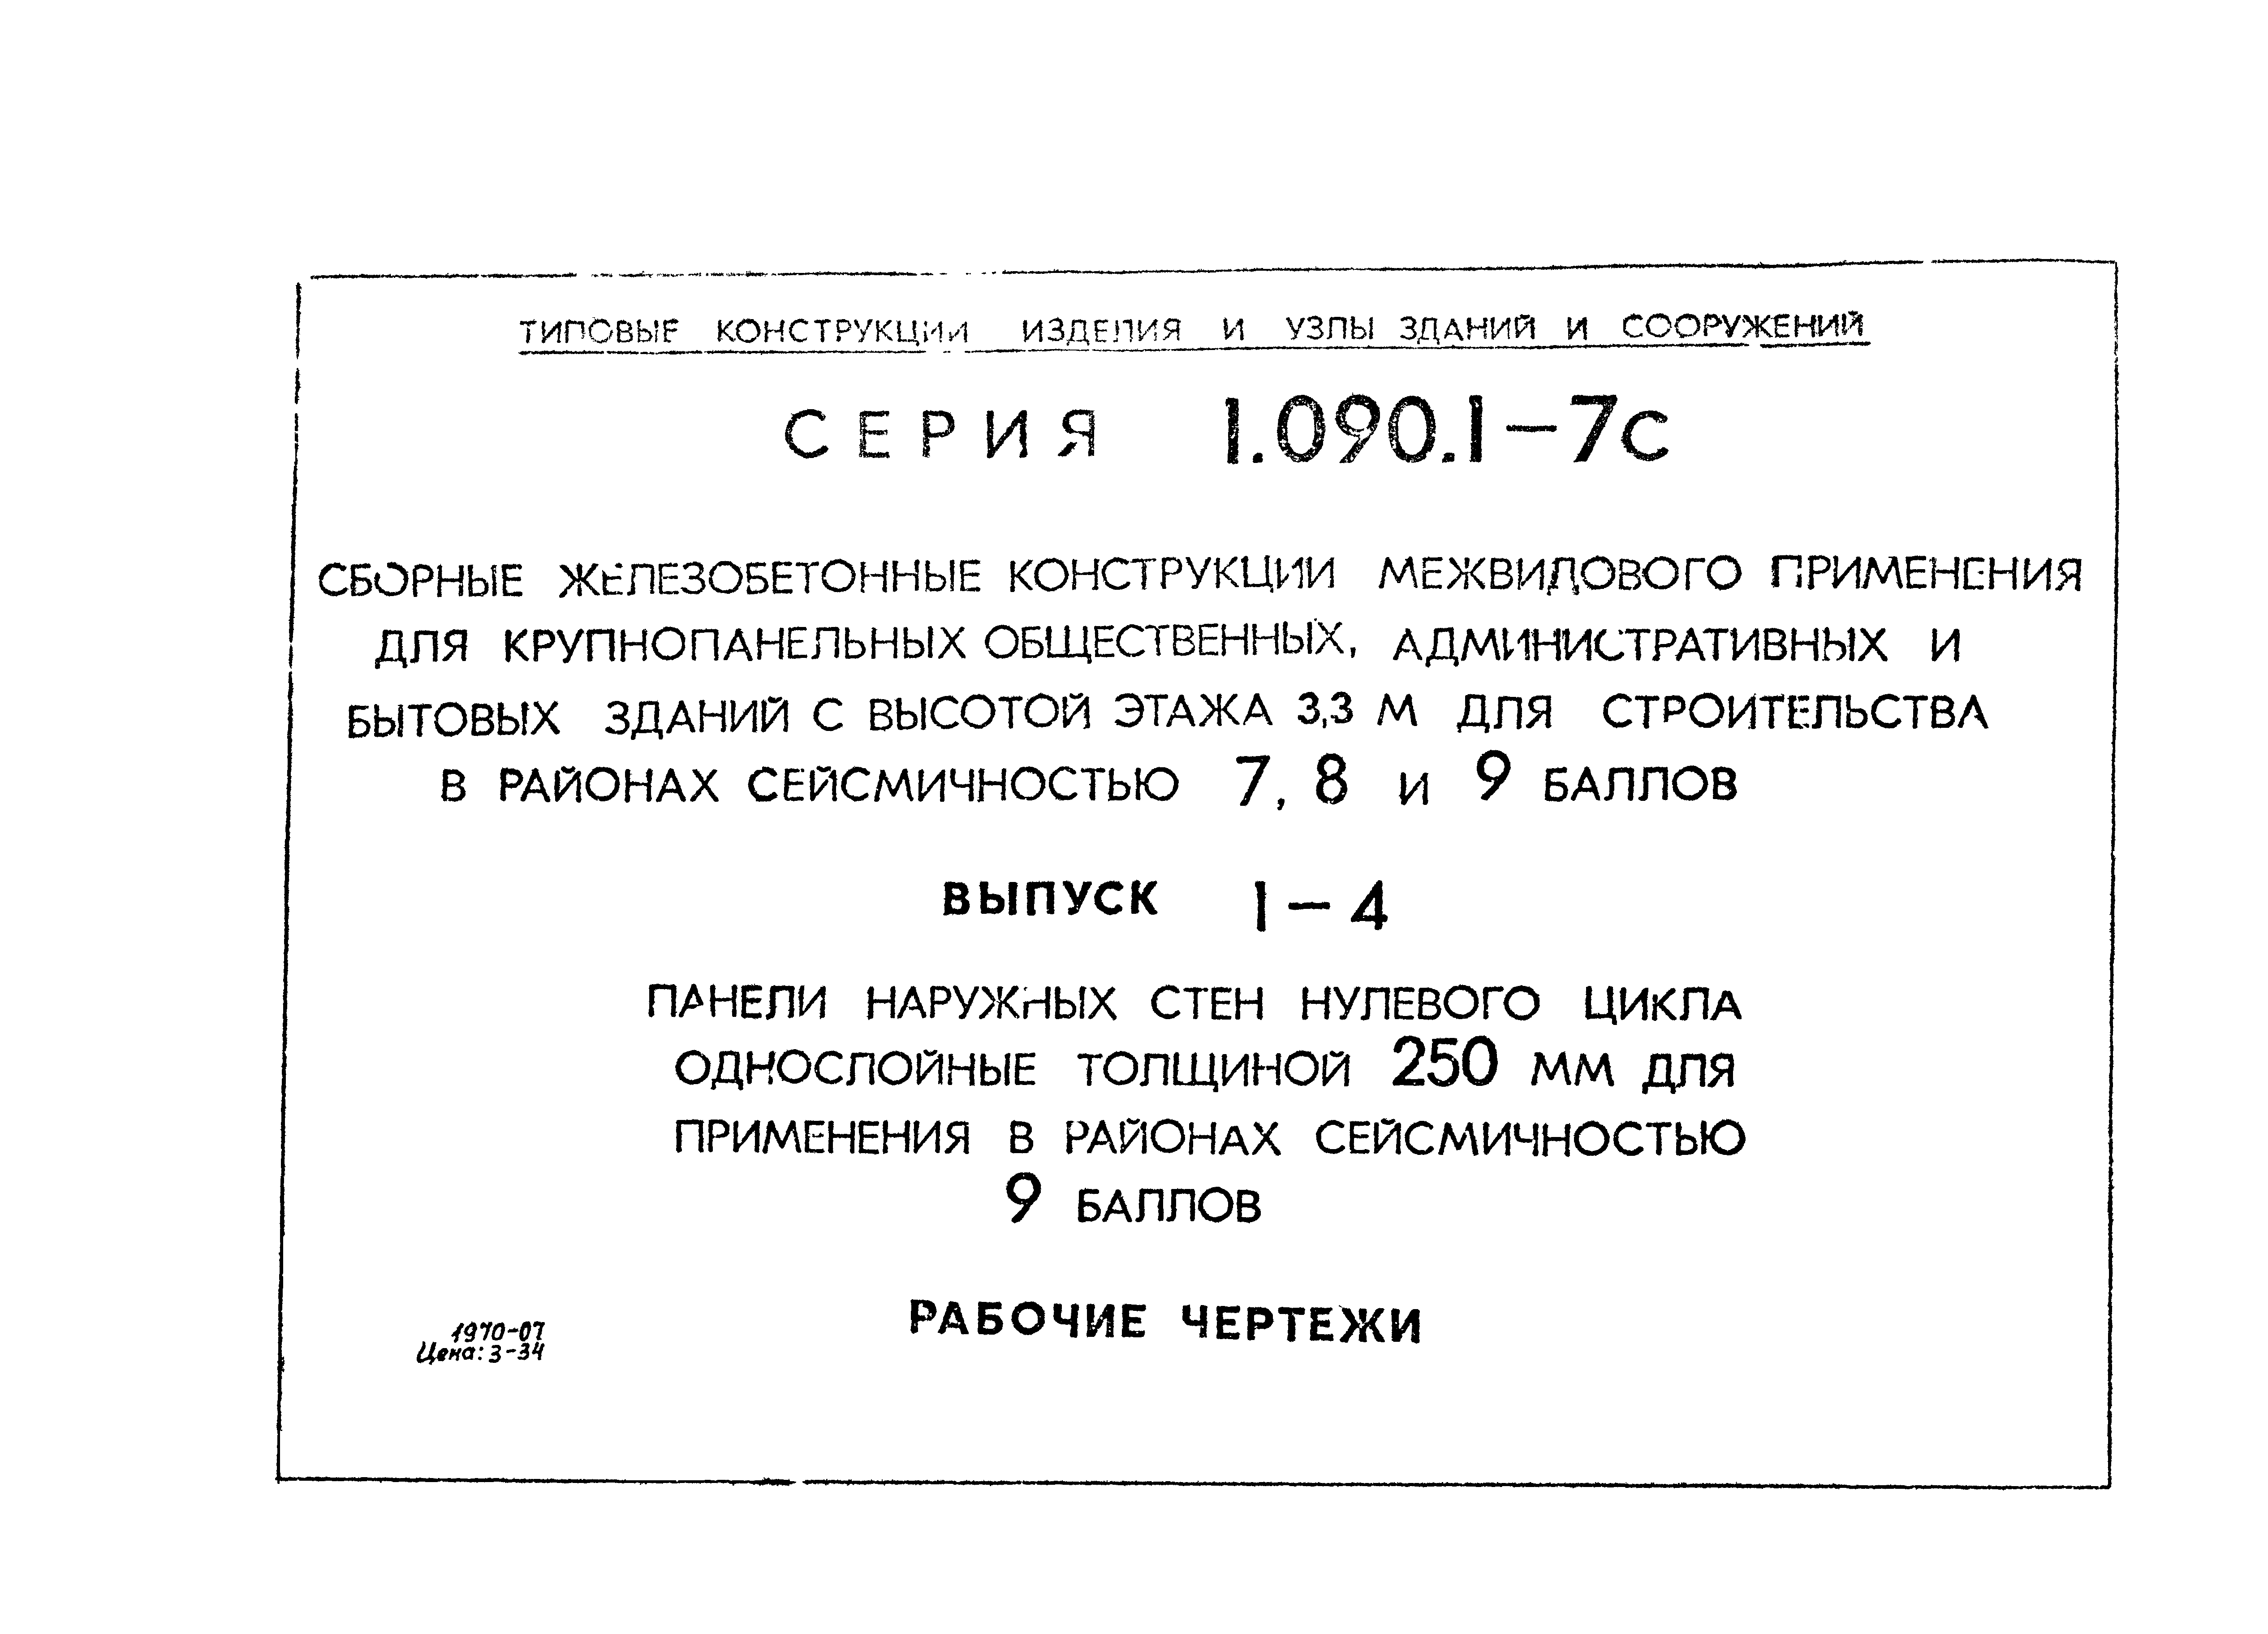 ТИПОВЫЕ КОНСТРУКЦИИ ИЗДЕЛИЯ И УЗЛЫ ЗДАНИЙ И СООРУЖЕНИЙ
СЕРИЯ 1.090.1-7с
СБОРНЫЕ ЖЕЛЕЗОБЕТОННЫЕ КОНСТРУКЦИИ МЕЖВИДОВОГО ПРИМЕНЕНИЯ
ДЛЯ КРУПНОПАНЕЛЬНЫХ ОБЩЕСТВЕННЫХ, АДМИНИСТРАТИВНЫХ И
БЫТОВЫХ ЗДАНИЙ С ВЫСОТОЙ ЭТАЖА 3,3 М ДЛЯ СТРОИТЕЛЬСТВА
В РАЙОНАХ СЕЙСМИЧНОСТЬЮ 7, 8 И 9 БАЛЛОВ
ВЫПУСК 1-4
ПАНЕЛИ НАРУЖНЫХ СТЕН НУЛЕВОГО ЦИКЛА
ОДНОСЛОЙНЫЕ ТОЛЩИНОЙ 250 ММ ДЛЯ
ПРИМЕНЕНИЯ В РАЙОНАХ СЕЙСМИЧНОСТЬЮ
9 БАЛЛОВ
РАБОЧИЕ ЧЕРТЕЖИ
1970-07
Цена: 3-34